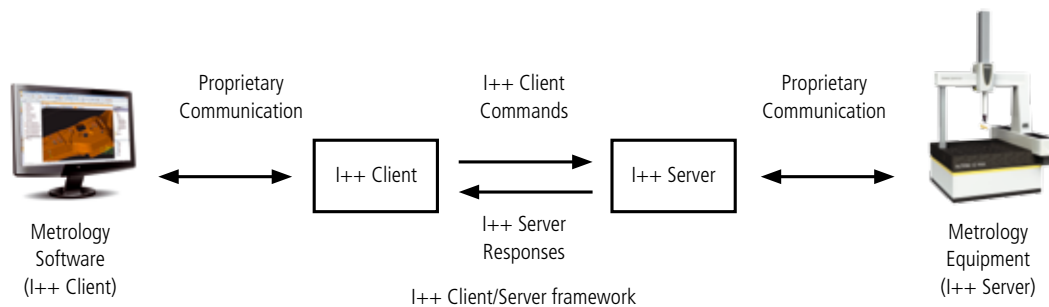 Proprietary
Communication
I++ Client
Commands
Proprietary
Communication
I++ Client
I++ Server
I++ Server
Responses
Metrology
Software
(I++ Client)
Metrology
Equipment
(I++ Server)
I++ Client/Server framework